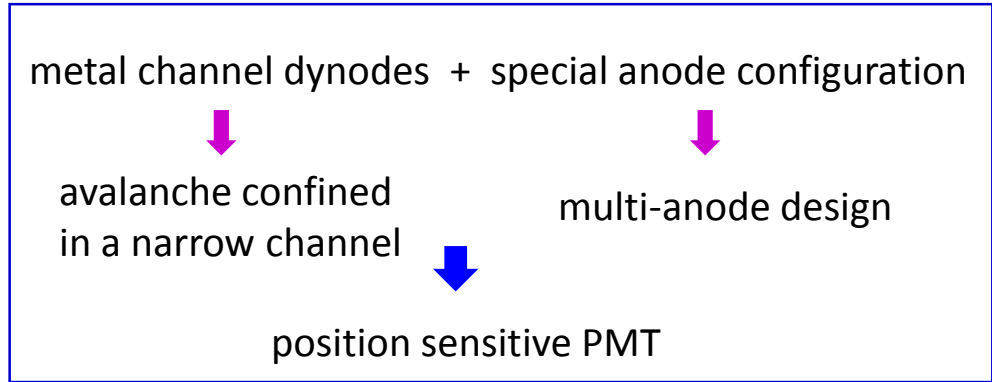 metal channel dynodes + special anode configuration
avalanche confined
in a narrow channel
multi-anode design
position sensitive PMT